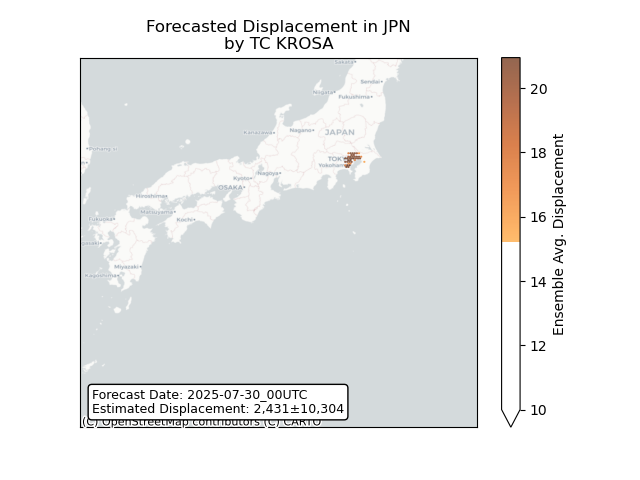 Forecasted Displacement in JPN
by TC KROSA
Sakata•
Sendai•
Niigata•
Fukushima•
Kanazawa•
Nagano•
JAPAN
TOK
Yokohama
Kyoto•
Nagoya•
OSAKA•
Hiroshima•
Matsuyama•
Kochi•
Fukuoka•
Miyazaki•
Kagoshima•
20
18
16
14
12
10
Ensemble Avg. Displacement
Forecast Date: 2025-07-30_00UTC
Estimated Displacement: 2,431±10,304
(C) OpenStreetMap contributors (C) CARTO